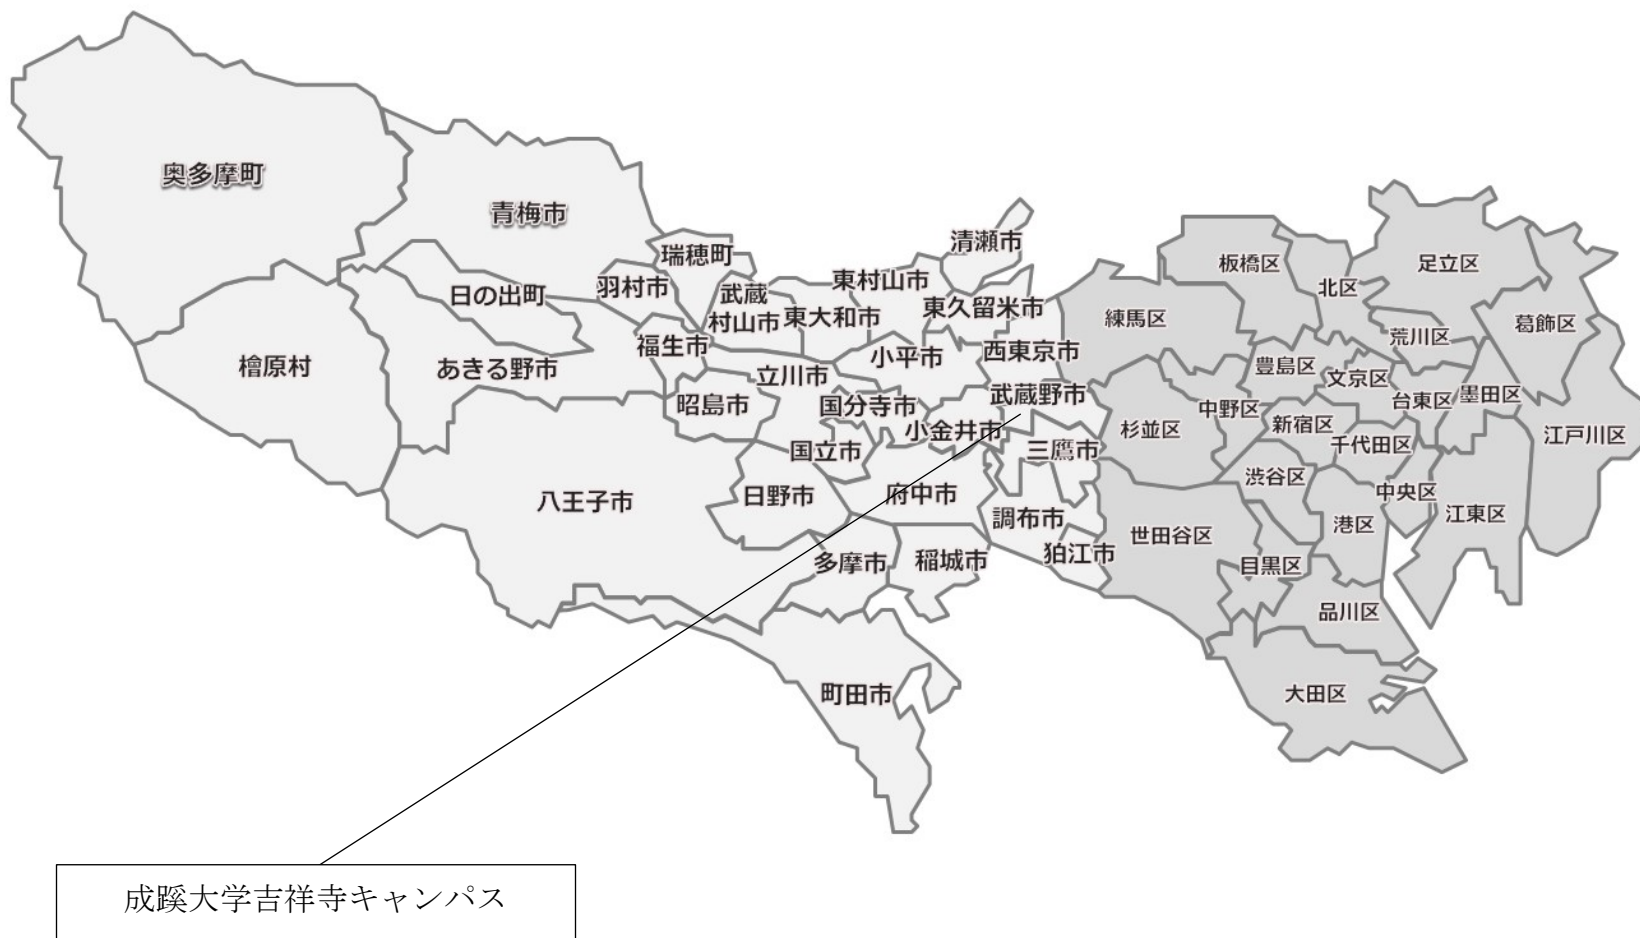 奥多摩町
青梅市
瑞穂町
清瀬市
羽村市
日の出町
武蔵
村山市
東村山市
東大和市
東久留米市
檜原村
あきる野市
福生市
立川市
小平市
西東京市
昭島市
国分寺市
武蔵野市
小金井市
国立市
三鷹市
八王子市
日野市
府中市
調布市
狛江市
多摩市
稲城市
町田市
板橋区
足立区
北区
練馬区
荒川区
葛飾区
豊島区
文京区
台東区
墨田区
杉並区
中野区
新宿区
千代田区
江戸川区
渋谷区
中央区
江東区
世田谷区
港区
目黒区
品川区
大田区
成蹊大学吉祥寺キャンパス